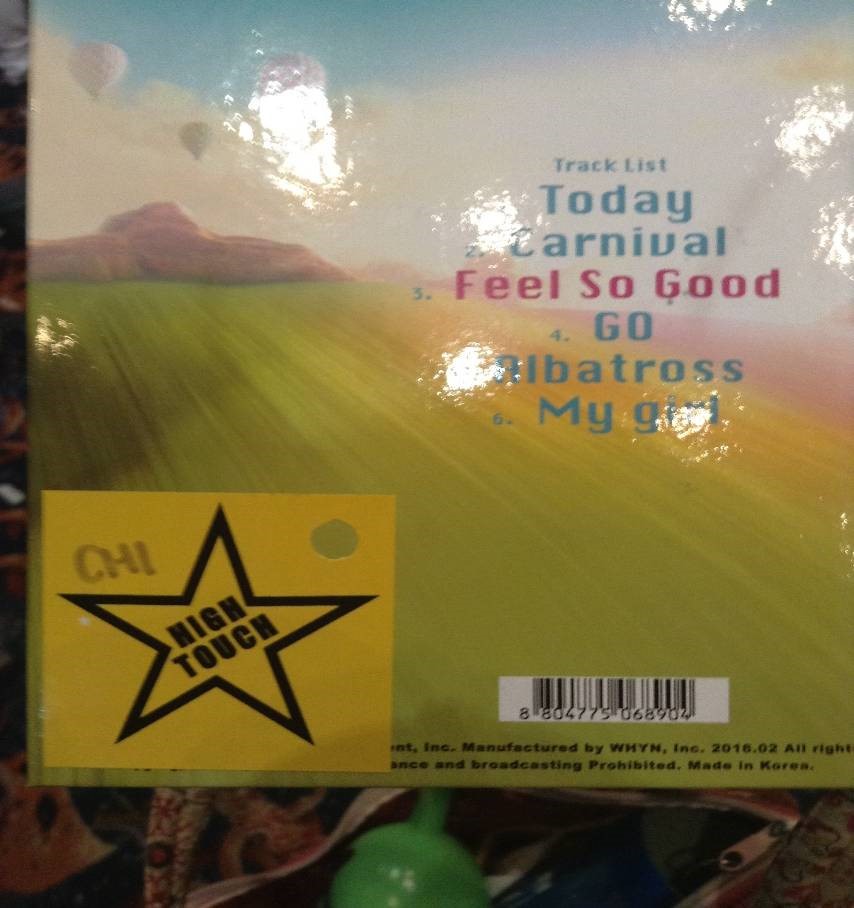 Track List
Today
2. Carnival
3. Feel So Good
4. GO
Albatross
6. My girl
CHI
HIGH
TOUCH
8 804775 068904
ent, Inc. Manufactured by WHYN, Inc. 2016.02 All right
ance and broadcasting Prohibited. Made in Korea.